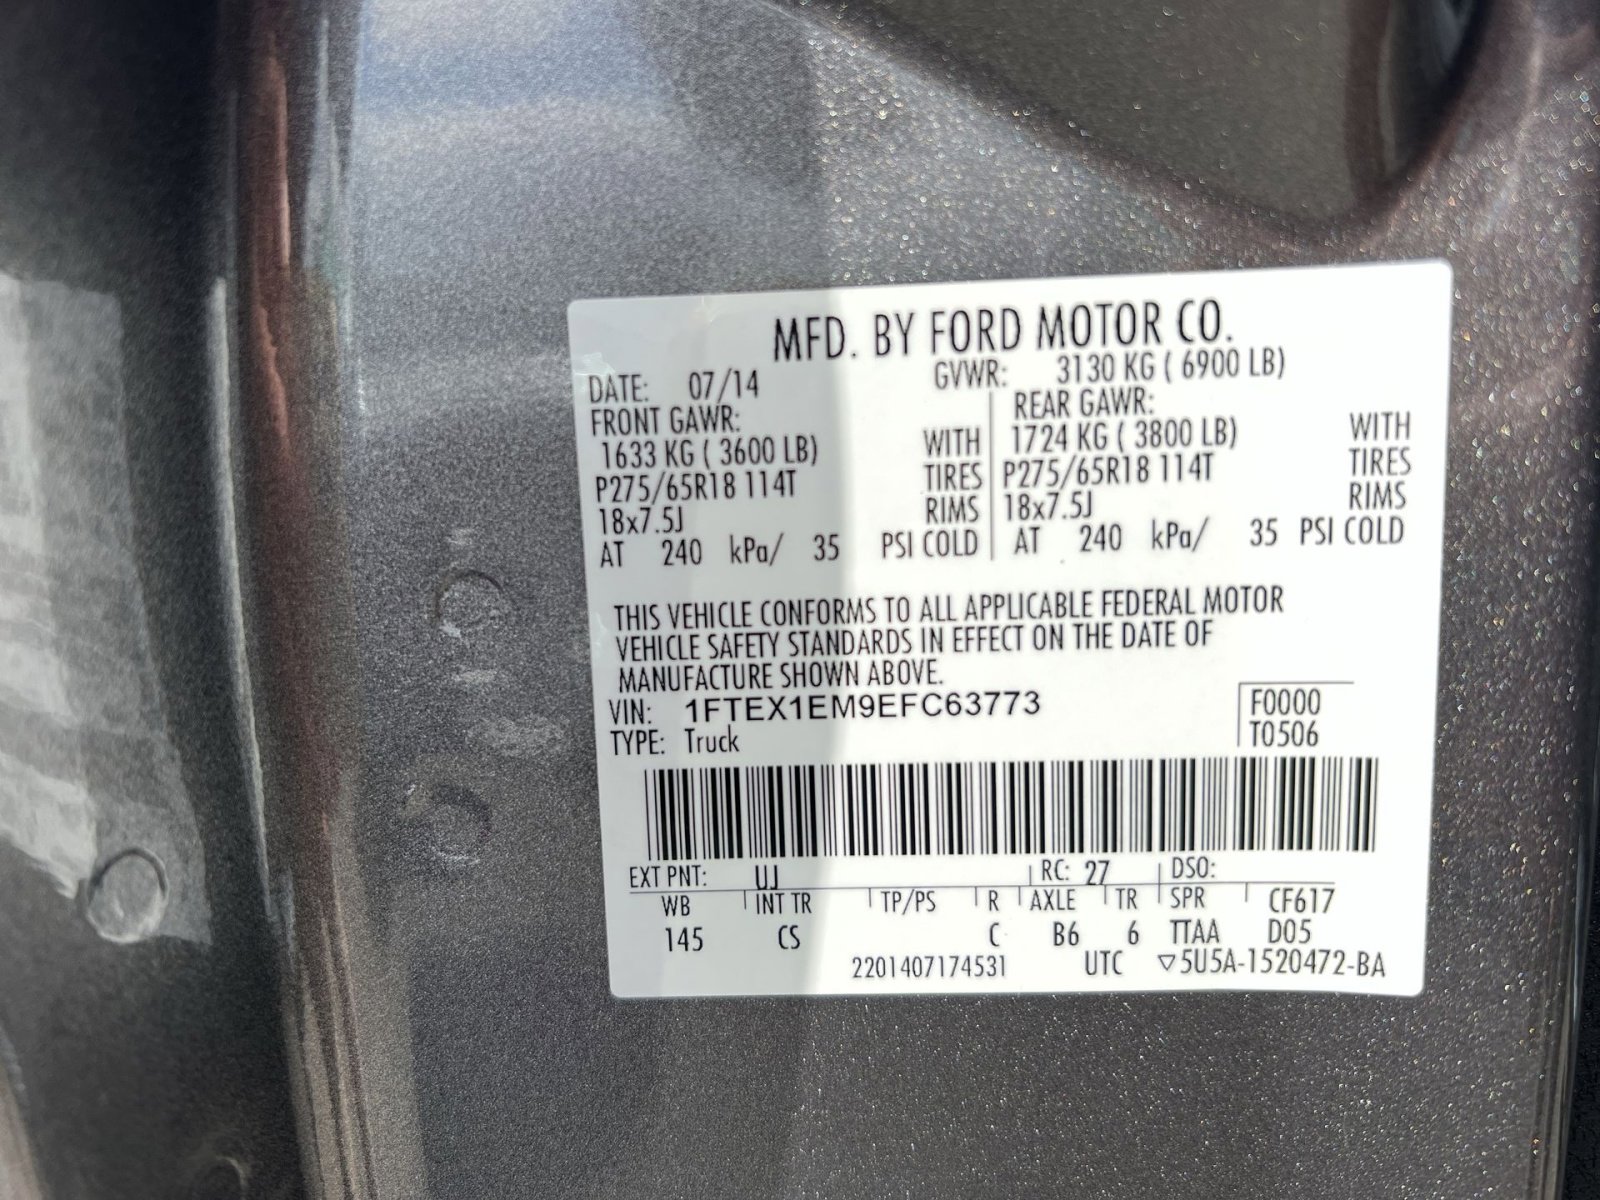 MFD. BY FORD MOTOR CO.
DATE: 07/14 GVWR: 3130 KG ( 6900 LB)
FRONT GAWR: REAR GAWR:
1633 KG ( 3600 LB) WITH 1724 KG ( 3800 LB) WITH
P275/65R18 114T TIRES P275/65R18 114T TIRES
18x7.5J RIMS 18x7.5J RIMS
AT 240 kPa/ 35 PSI COLD AT 240 kPa/ 35 PSI COLD
THIS VEHICLE CONFORMS TO ALL APPLICABLE FEDERAL MOTOR
VEHICLE SAFETY STANDARDS IN EFFECT ON THE DATE OF
MANUFACTURE SHOWN ABOVE.
VIN: 1FTEX1EM9EFC63773 F0000
TYPE: Truck T0506
EXT PNT: UJ RC: 27 DSO:
WB INT TR TP/PS R AXLE TR SPR CF617
145 CS C B6 6 TTAA D05
2201407174531 UTC ▽5U5A-1520472-BA